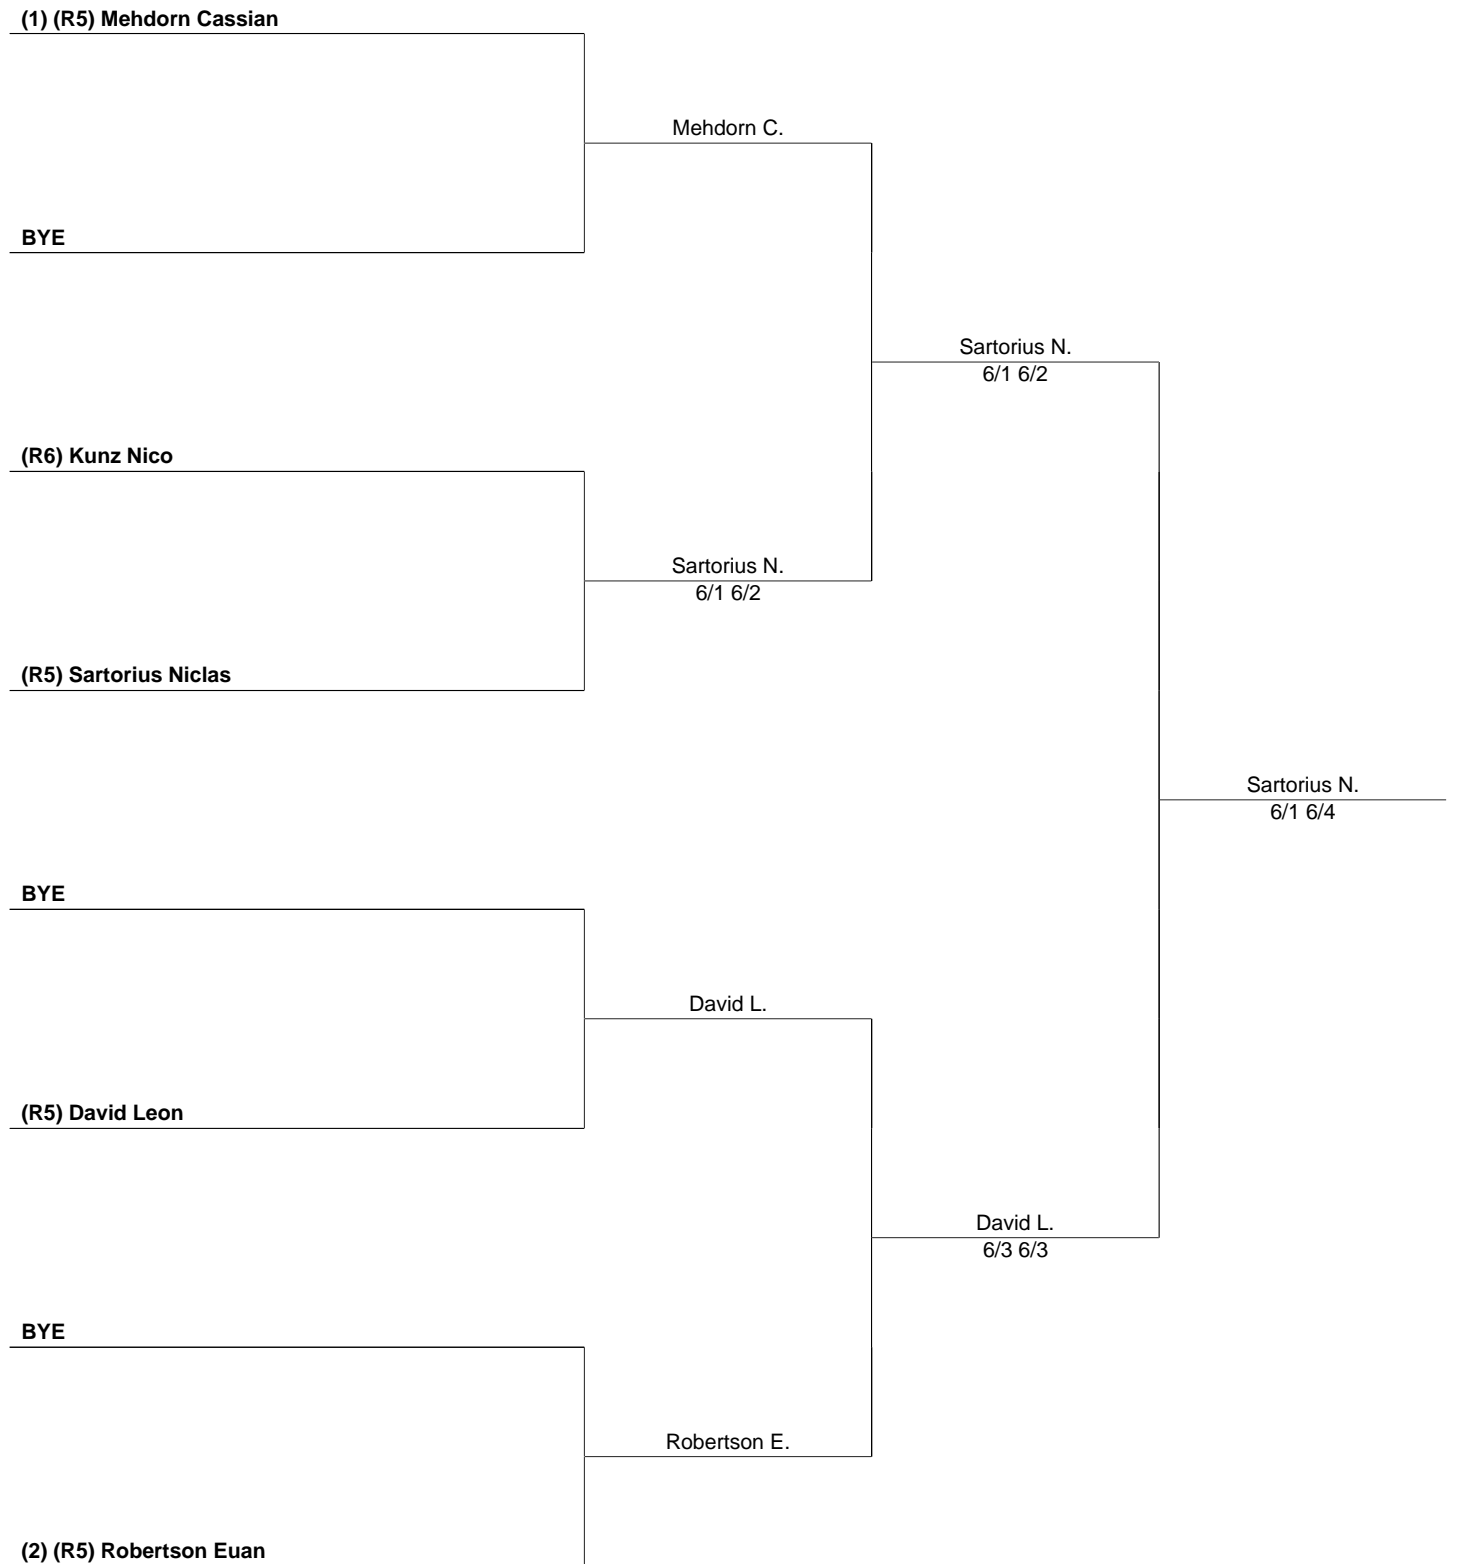 (1) (R5) Mehdorn Cassian
Mehdorn C.
BYE
Sartorius N.
6/1 6/2
(R6) Kunz Nico
Sartorius N.
6/1 6/2
(R5) Sartorius Niclas
Sartorius N.
6/1 6/4
BYE
David L.
(R5) David Leon
David L.
6/3 6/3
BYE
Robertson E.
(2) (R5) Robertson Euan